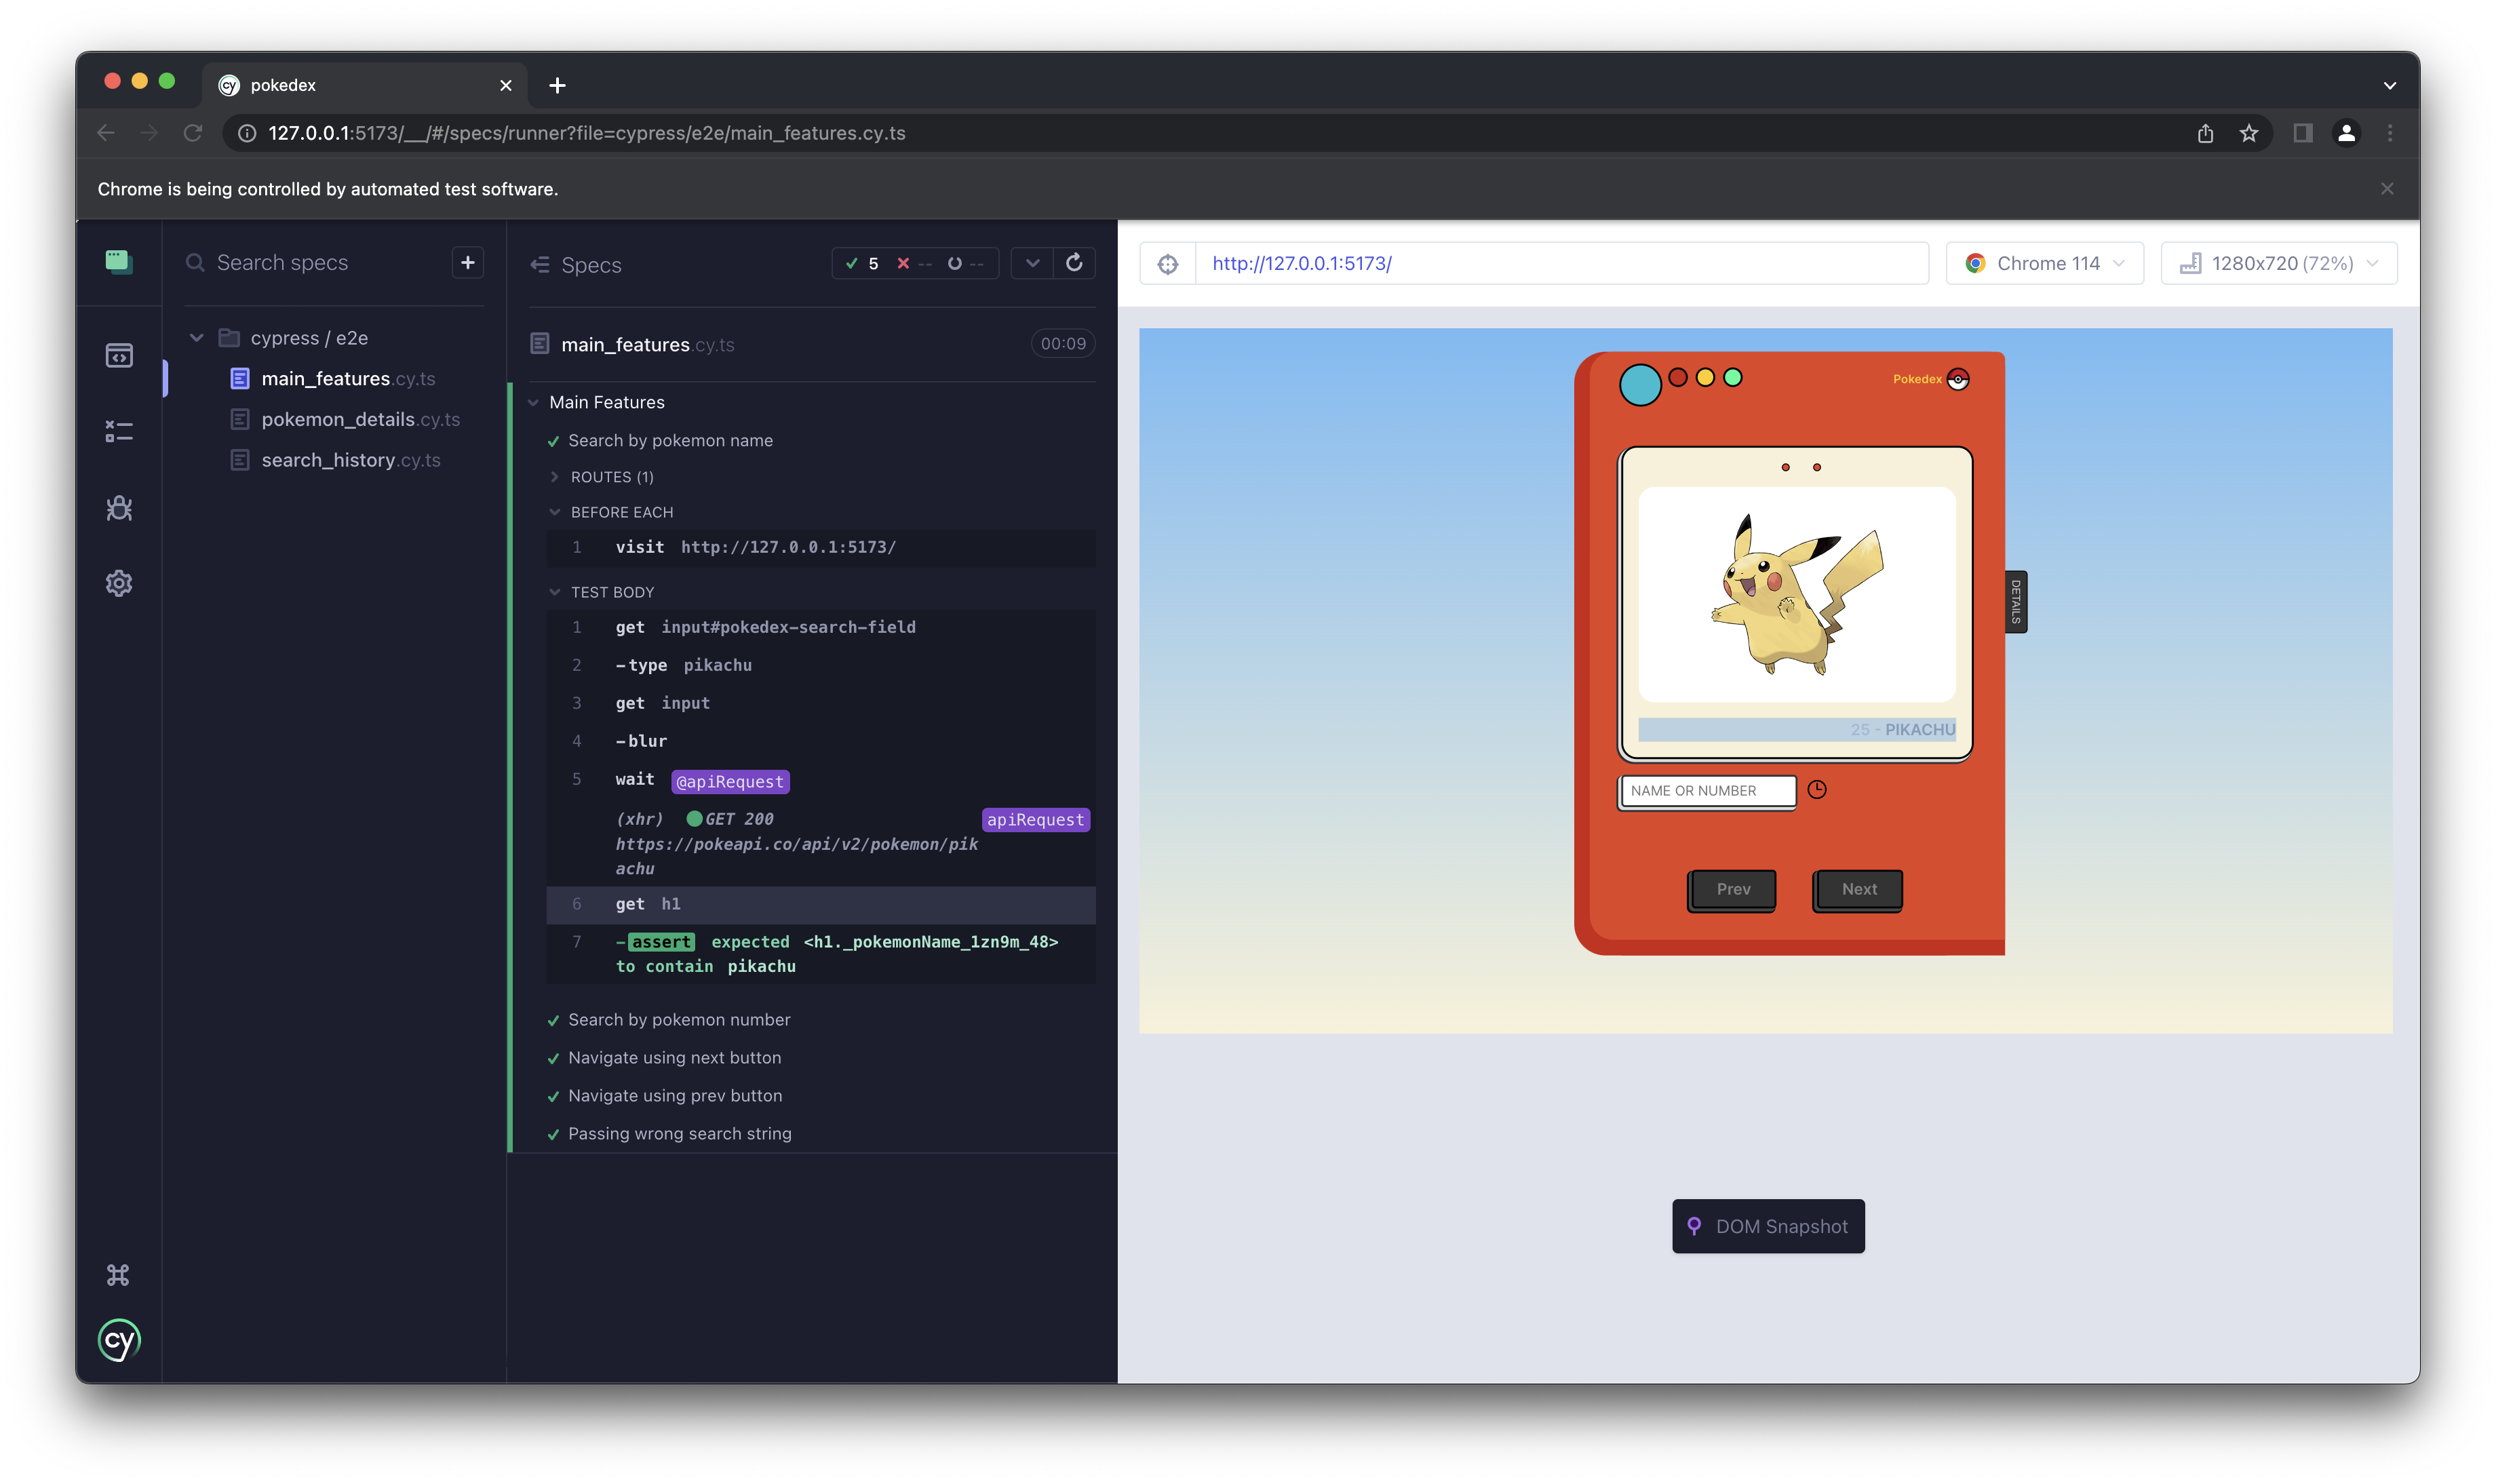 pokedex
127.0.0.1:5173/__/#/specs/runner?file=cypress/e2e/main_features.cy.ts
Chrome is being controlled by automated test software.
Search specs
cypress / e2e
main_features.cy.ts
pokemon_details.cy.ts
search_history.cy.ts
cy
Specs
5 -- --
main_features.cy.ts 00:09
Main Features
Search by pokemon name
ROUTES (1)
BEFORE EACH
1 visit http://127.0.0.1:5173/
TEST BODY
1 get input#pokedex-search-field
2 -type pikachu
3 get input
4 -blur
5 wait @apiRequest
(xhr) GET 200 apiRequest
https://pokeapi.co/api/v2/pokemon/pik
achu
6 get h1
7 -assert expected <h1._pokemonName_1zn9m_48>
to contain pikachu
Search by pokemon number
Navigate using next button
Navigate using prev button
Passing wrong search string
http://127.0.0.1:5173/
Chrome 114
1280x720 (72%)
Pokedex
DETAILS
25 - PIKACHU
NAME OR NUMBER
Prev Next
DOM Snapshot